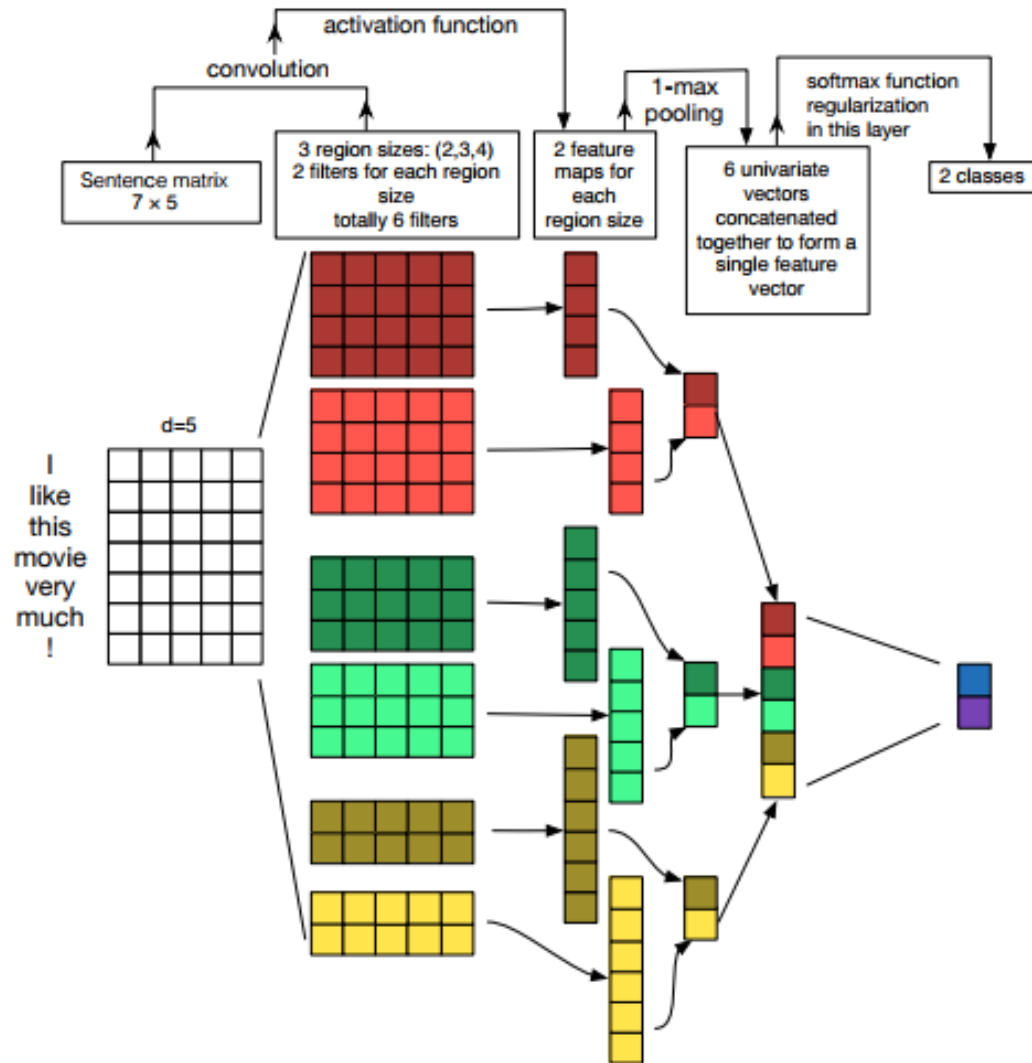 activation function
convolution
1-max
pooling
softmax function
regularization
in this layer
Sentence matrix
7 × 5
3 region sizes: (2,3,4)
2 filters for each region
size
totally 6 filters
2 feature
maps for
each
region size
6 univariate
vectors
concatenated
together to form a
single feature
vector
2 classes
d=5
I
like
this
movie
very
much
!